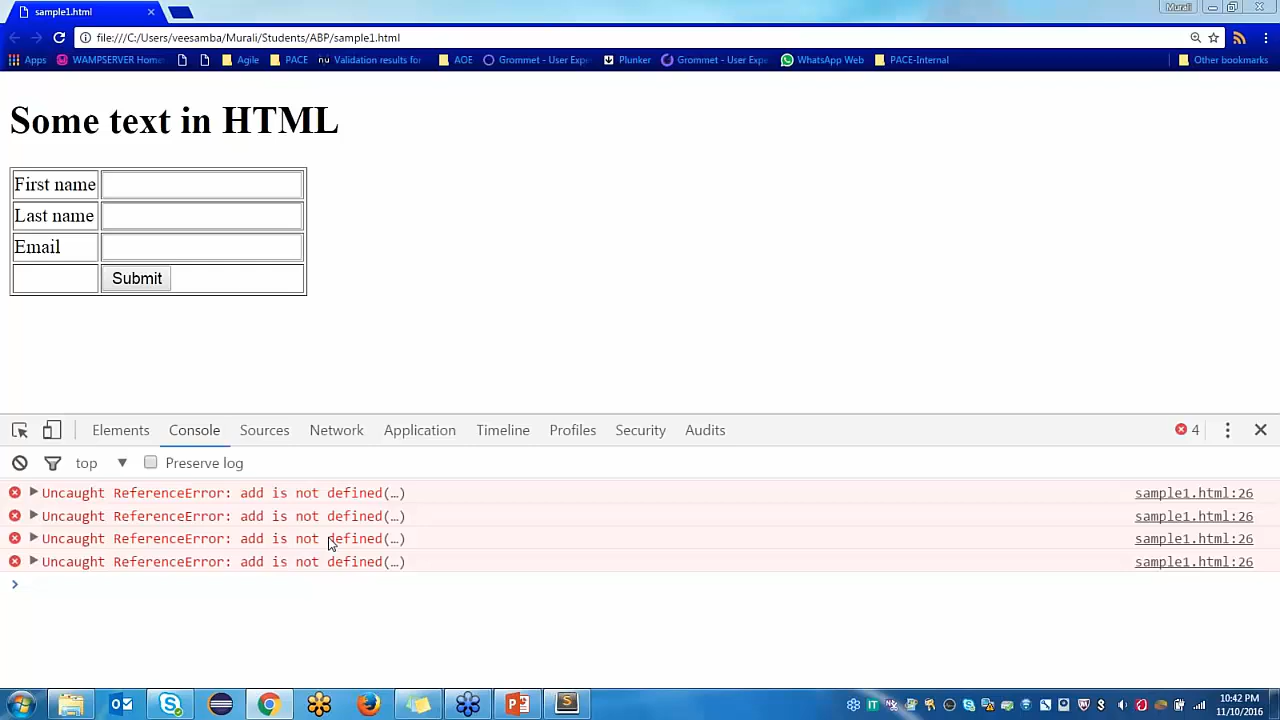 sample1.html
Murali
file:///C:/Users/veesamba/Murali/Students/ABP/sample1.html
Apps WAMPSERVER Home Agile PACE Validation results for AOE Grommet - User Expe Plunker Grommet - User Expe WhatsApp Web PACE-Internal Other bookmarks
Some text in HTML
First name
Last name
Email
Submit
Elements Console Sources Network Application Timeline Profiles Security Audits 4
top Preserve log
Uncaught ReferenceError: add is not defined(…) sample1.html:26
Uncaught ReferenceError: add is not defined(…) sample1.html:26
Uncaught ReferenceError: add is not defined(…) sample1.html:26
Uncaught ReferenceError: add is not defined(…) sample1.html:26
10:42 PM
11/10/2016